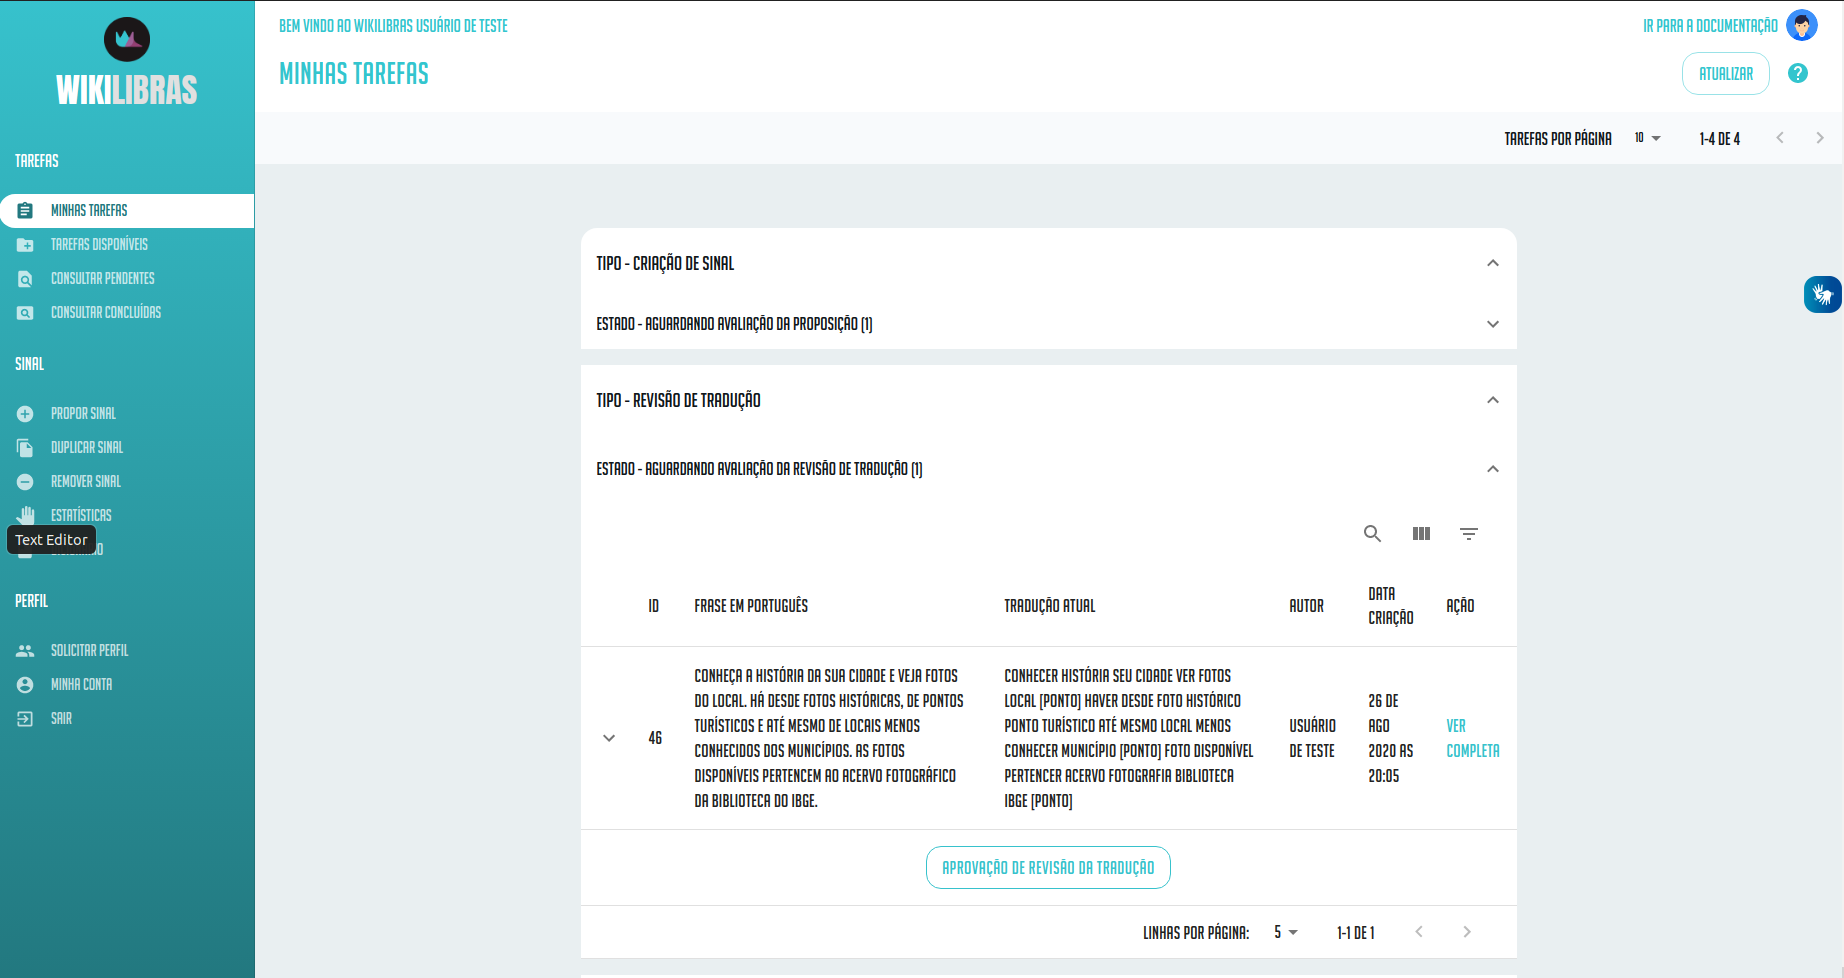 WIKILIBRAS
TAREFAS
MINHAS TAREFAS
TAREFAS DISPONÍVEIS
CONSULTAR PENDENTES
CONSULTAR CONCLUÍDAS
SINAL
PROPOR SINAL
DUPLICAR SINAL
REMOVER SINAL
ESTATÍSTICAS
Text Editor
PERFIL
SOLICITAR PERFIL
MINHA CONTA
SAIR
BEM VINDO AO WIKILIBRAS USUÁRIO DE TESTE
IR PARA A DOCUMENTAÇÃO
MINHAS TAREFAS
ATUALIZAR
?
TAREFAS POR PÁGINA 10 1-4 DE 4
TIPO - CRIAÇÃO DE SINAL
ESTADO - AGUARDANDO AVALIAÇÃO DA PROPOSIÇÃO (1)
TIPO - REVISÃO DE TRADUÇÃO
ESTADO - AGUARDANDO AVALIAÇÃO DA REVISÃO DE TRADUÇÃO (1)
ID
FRASE EM PORTUGUÊS
TRADUÇÃO ATUAL
AUTOR
DATA
CRIAÇÃO
AÇÃO
46
CONHEÇA A HISTÓRIA DA SUA CIDADE E VEJA FOTOS
DO LOCAL. HÁ DESDE FOTOS HISTÓRICAS, DE PONTOS
TURÍSTICOS E ATÉ MESMO DE LOCAIS MENOS
CONHECIDOS DOS MUNICÍPIOS. AS FOTOS
DISPONÍVEIS PERTENCEM AO ACERVO FOTOGRÁFICO
DA BIBLIOTECA DO IBGE.
CONHECER HISTÓRIA SEU CIDADE VER FOTOS
LOCAL [PONTO] HAVER DESDE FOTO HISTÓRICO
PONTO TURÍSTICO ATÉ MESMO LOCAL MENOS
CONHECER MUNICÍPIO [PONTO] FOTO DISPONÍVEL
PERTENCER ACERVO FOTOGRAFIA BIBLIOTECA
IBGE [PONTO]
USUÁRIO
DE TESTE
26 DE
AGO
2020 AS
20:05
VER
COMPLETA
APROVAÇÃO DE REVISÃO DA TRADUÇÃO
LINHAS POR PÁGINA: 5 1-1 DE 1